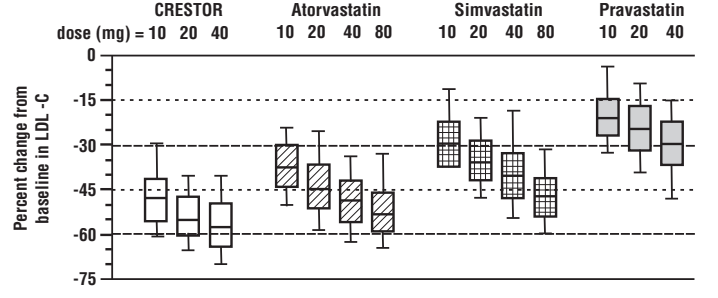 CRESTOR Atorvastatin Simvastatin Pravastatin
dose (mg) = 10 20 40 10 20 40 80 10 20 40 80 10 20 40
0
-15
-30
-45
-60
-75
Percent change from
baseline in LDL -C